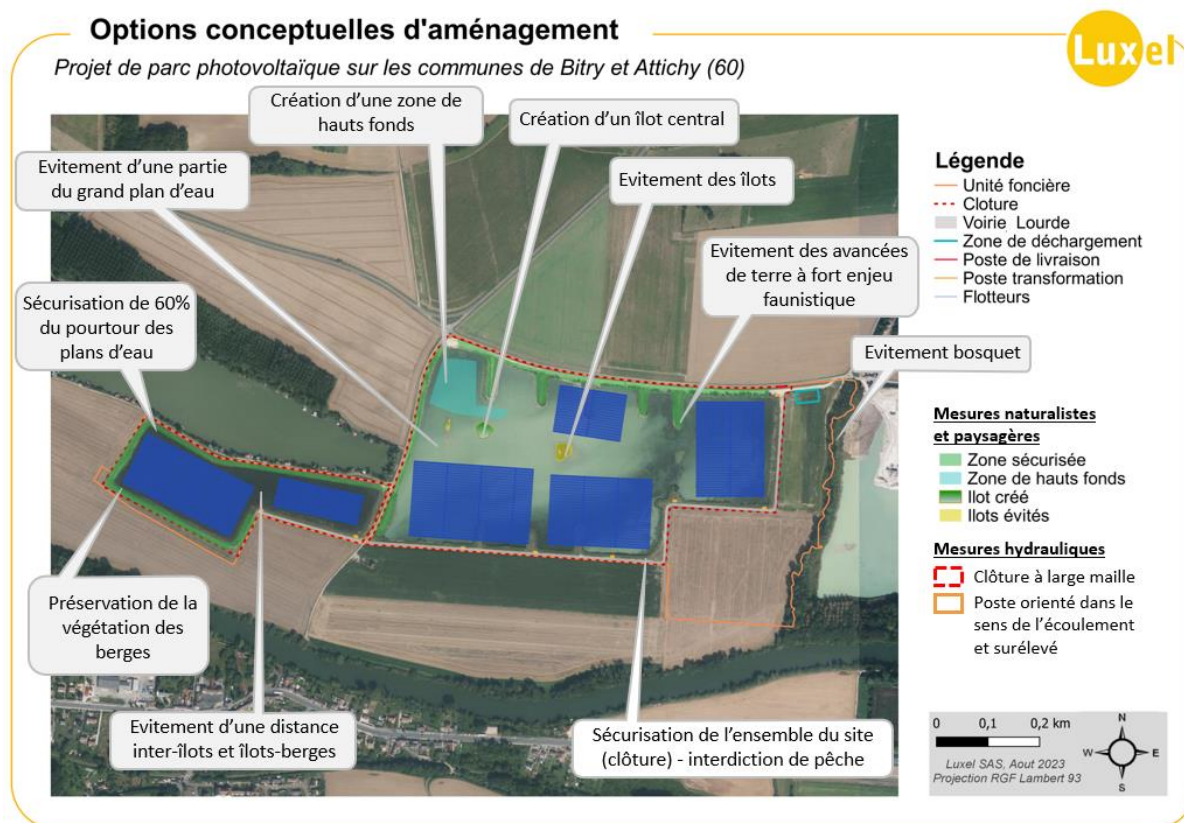 Options conceptuelles d'aménagement
Luxel
Projet de parc photovoltaïque sur les communes de Bitry et Attichy (60)
Création d'une zone de
hauts fonds
Création d'un îlot central
Evitement d'une partie
du grand plan d'eau
Evitement des îlots
Evitement des avancées
de terre à fort enjeu
faunistique
Sécurisation de 60%
du pourtour des
plans d'eau
Evitement bosquet
Préservation de la
végétation des
berges
Evitement d'une distance
inter-îlots et îlots-berges
Sécurisation de l'ensemble du site
(clôture) - interdiction de pêche
Légende
Unité foncière
Cloture
Voirie Lourde
Zone de déchargement
Poste de livraison
Poste transformation
Flotteurs
Mesures naturalistes
et paysagères
Zone sécurisée
Zone de hauts fonds
Ilot créé
Ilots évités
Mesures hydrauliques
Clôture à large maille
Poste orienté dans le
sens de l'écoulement
et surélevé
0 0,1 0,2 km
N
W E
S
Luxel SAS, Aout 2023
Projection RGF Lambert 93